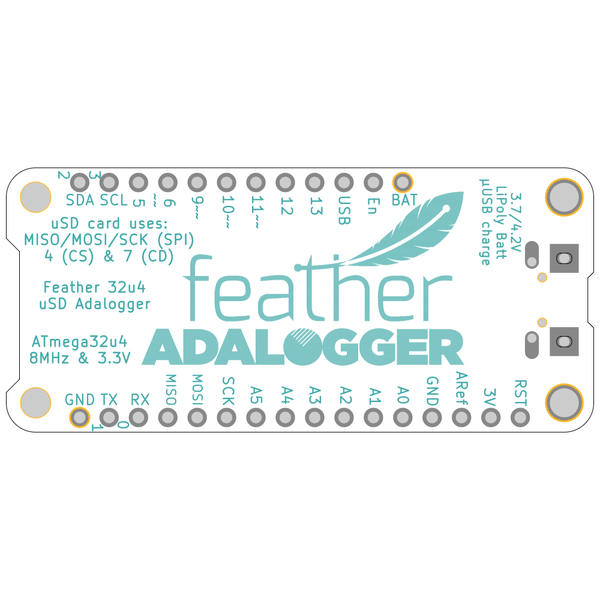 2 3
SDA SCL 5~ 6 9~~ 10~~ 11~~ 12 13 USB En BAT
3.7/4.2V
LiPoly Batt
µUSB charge
uSD card uses:
MISO/MOSI/SCK (SPI)
4 (CS) & 7 (CD)
Feather 32u4
uSD Adalogger
ATmega32u4
8MHz & 3.3V
feather
ADALOGGER
GND TX RX MISO MOSI SCK A5 A4 A3 A2 A1 A0 GND ARef 3V RST
1 0